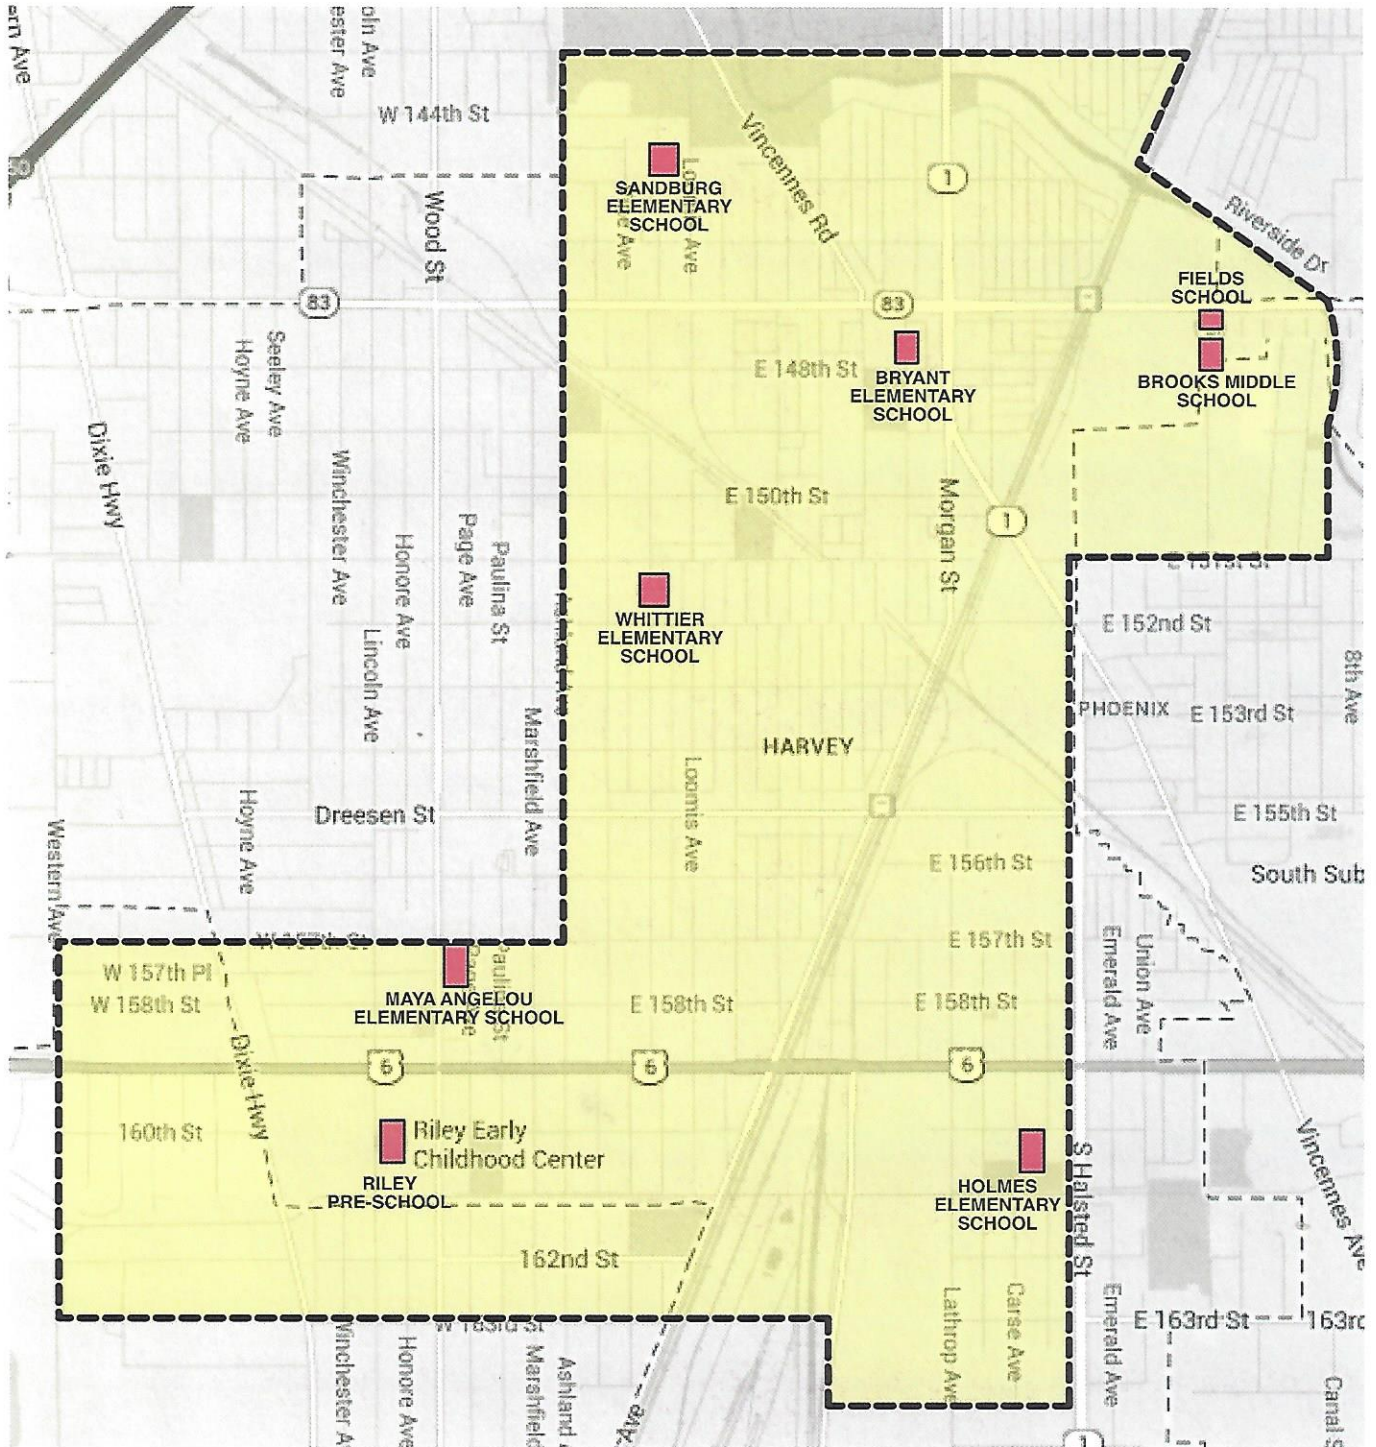 W 144th St
Wood St
Vincennes Rd
1
SANDBURG
ELEMENTARY
SCHOOL
Riverside Dr
83
83
FIELDS
SCHOOL
Seeley Ave
Hoyne Ave
E 148th St
BRYANT
ELEMENTARY
SCHOOL
BROOKS MIDDLE
SCHOOL
Dixie Hwy
Winchester Ave
Honore Ave
Lincoln Ave
Page Ave
Paulina St
E 150th St
Morgan St
1
WHITTIER
ELEMENTARY
SCHOOL
E 152nd St
8th Ave
PHOENIX
E 153rd St
HARVEY
Marshfield Ave
Loomis Ave
Hoyne Ave
Dreesen St
E 155th St
Western Ave
E 156th St
South Sub
E 157th St
Emerald Ave
Union Ave
W 157th Pl
W 158th St
MAYA ANGELOU
ELEMENTARY SCHOOL
E 158th St
E 158th St
Dixie Hwy
6
6
6
160th St
Riley Early
Childhood Center
RILEY
PRE-SCHOOL
HOLMES
ELEMENTARY
SCHOOL
S Halsted St
Vincennes Ave
162nd St
Lathrop Ave
Carse Ave
Emerald Ave
E 163rd St
163rd
Honore Ave
Marshfield
Ashland
1